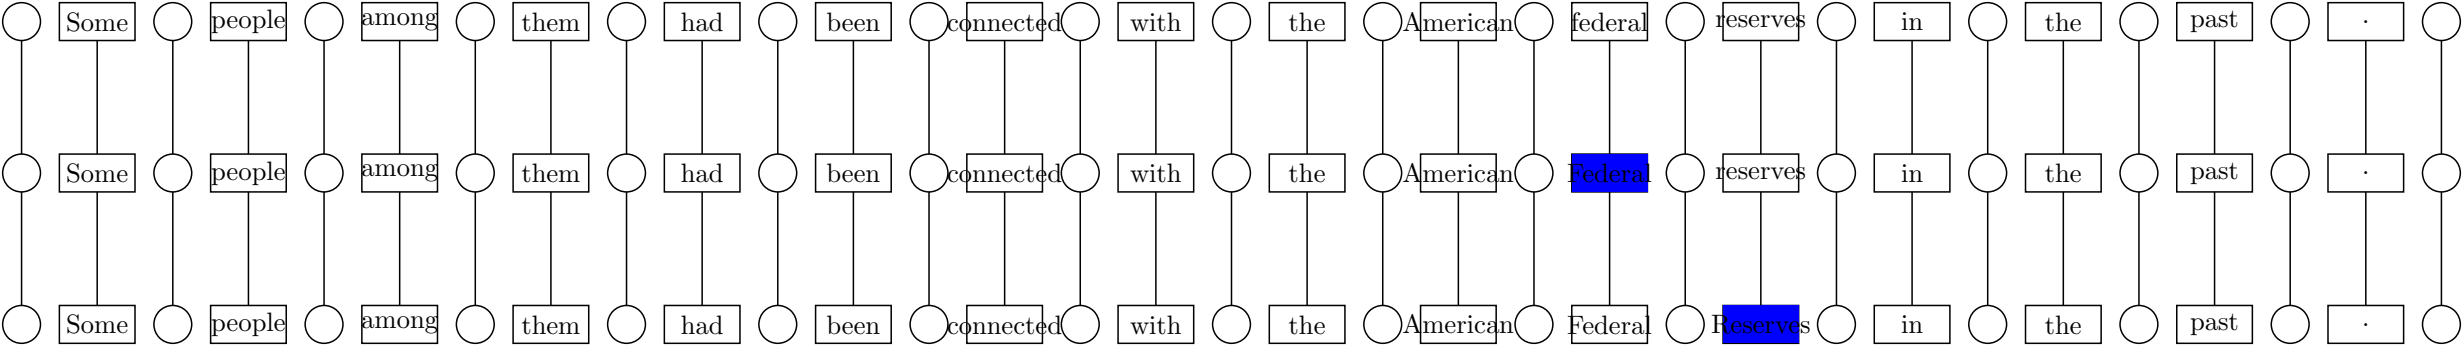 Some people among them had been connected with the American federal reserves in the past .
Some people among them had been connected with the American Federal reserves in the past .
Some people among them had been connected with the American Federal Reserves in the past .